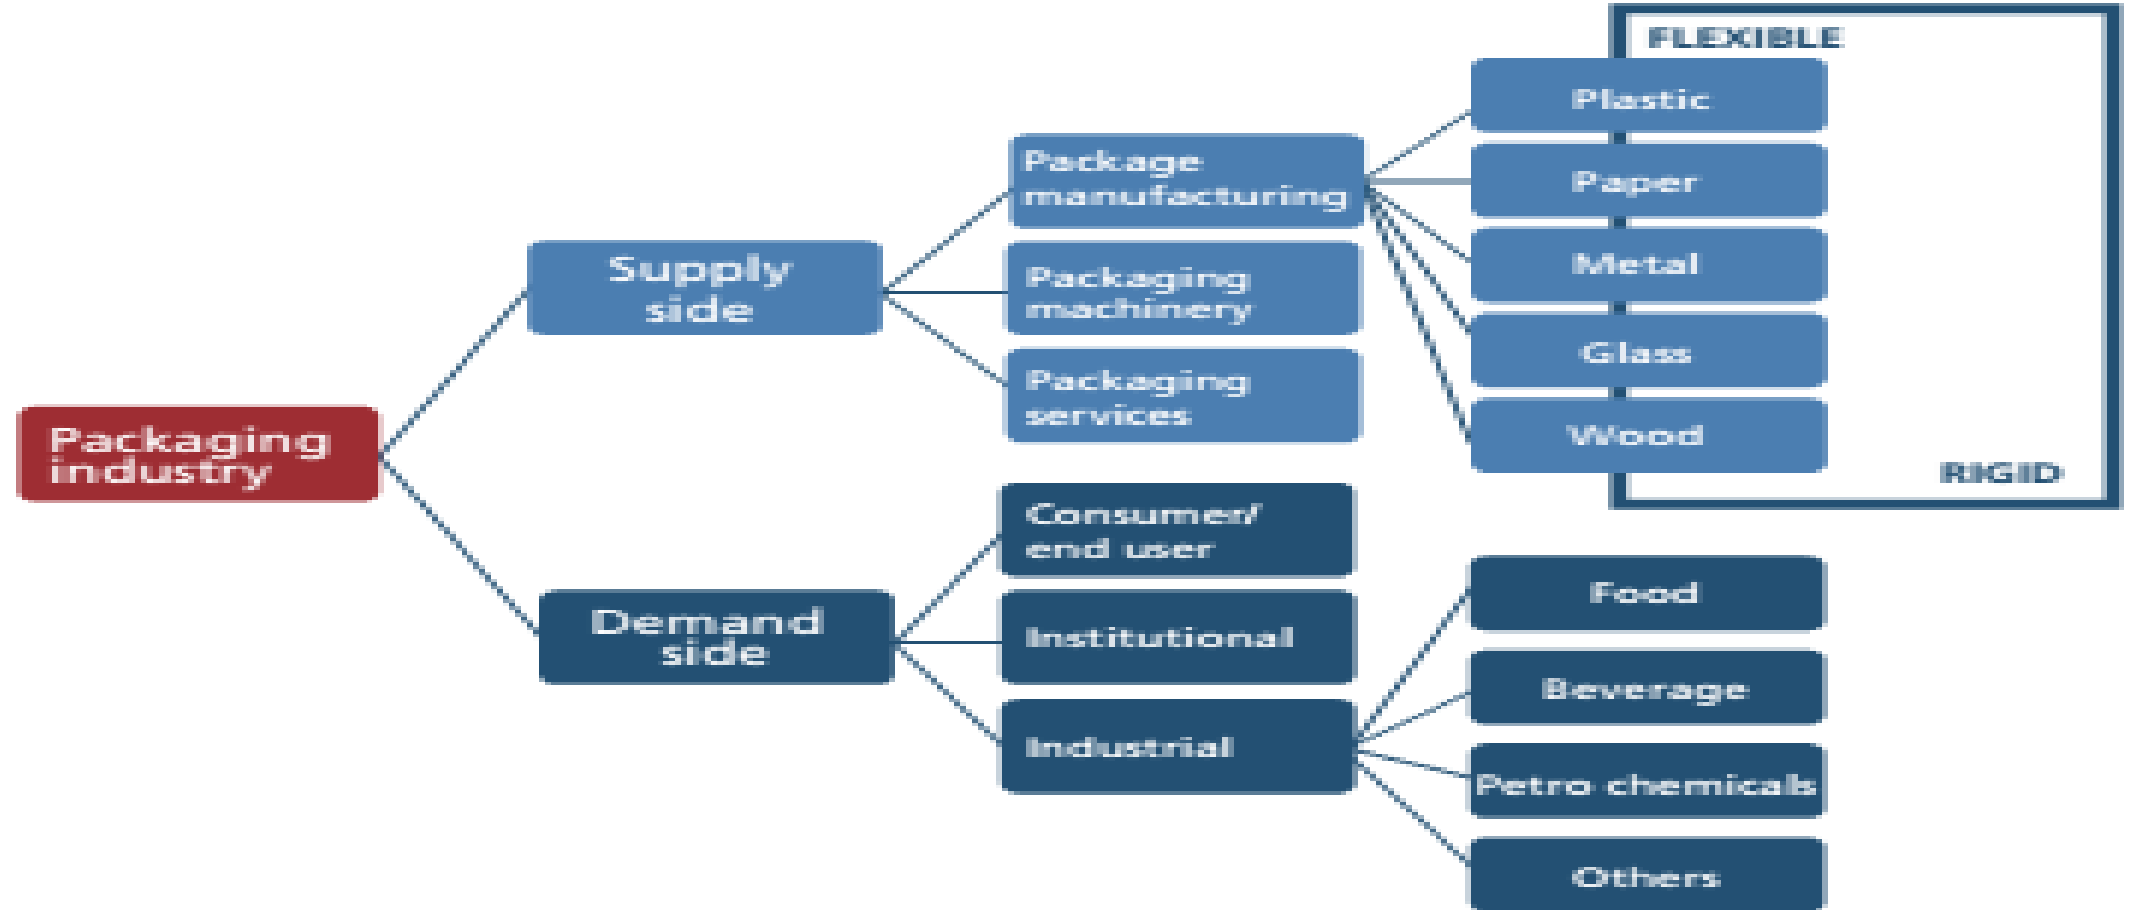 FLEXIBLE
Plastic
Package
manufacturing
Paper
Supply
side
Metal
Packaging
machinery
Glass
Packaging
services
Wood
Packaging
industry
RIGID
Consumer/
end user
Food
Demand
side
Institutional
Beverage
Industrial
Petro chemicals
Others